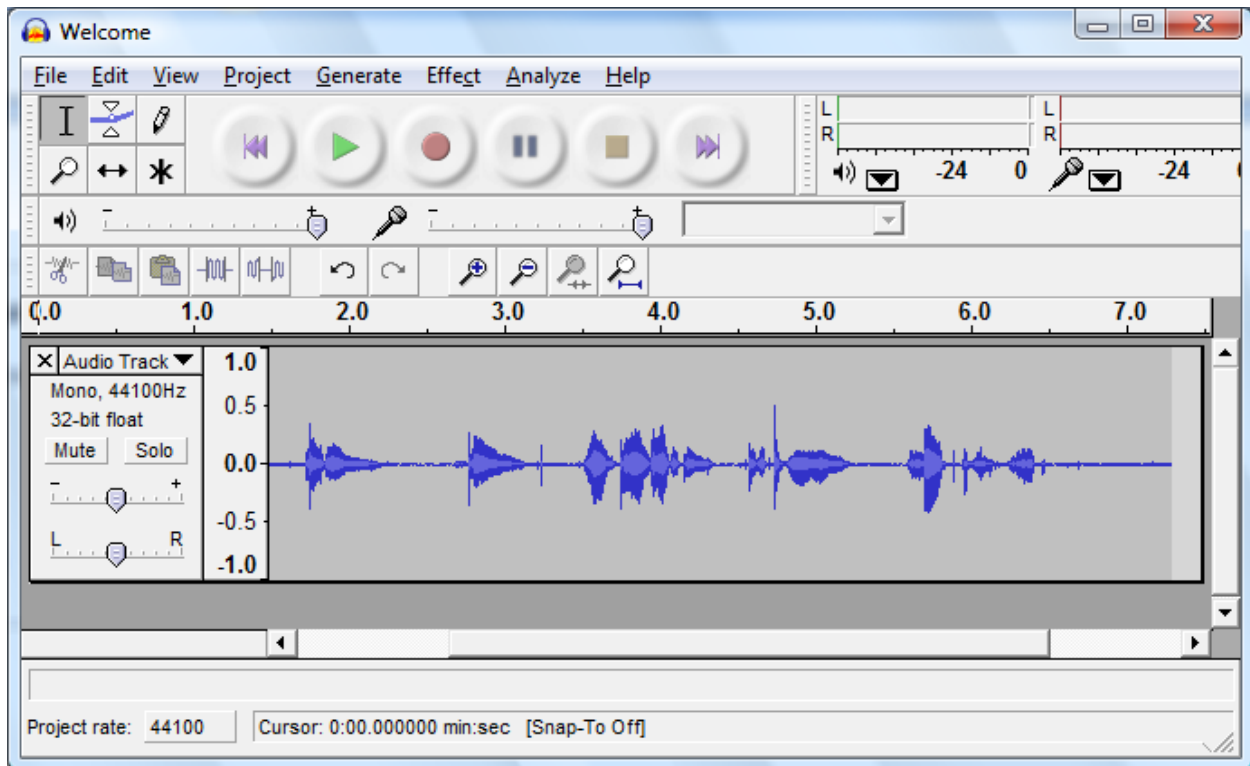 Welcome
File Edit View Project Generate Effect Analyze Help
L
R
-24 0
L
R
-24 0
- +
- +
0.0 1.0 2.0 3.0 4.0 5.0 6.0 7.0
X Audio Track
Mono, 44100Hz
32-bit float
Mute Solo
- +
L R
1.0
0.5
0.0
-0.5
-1.0
Project rate: 44100 Cursor: 0:00.000000 min:sec [Snap-To Off]